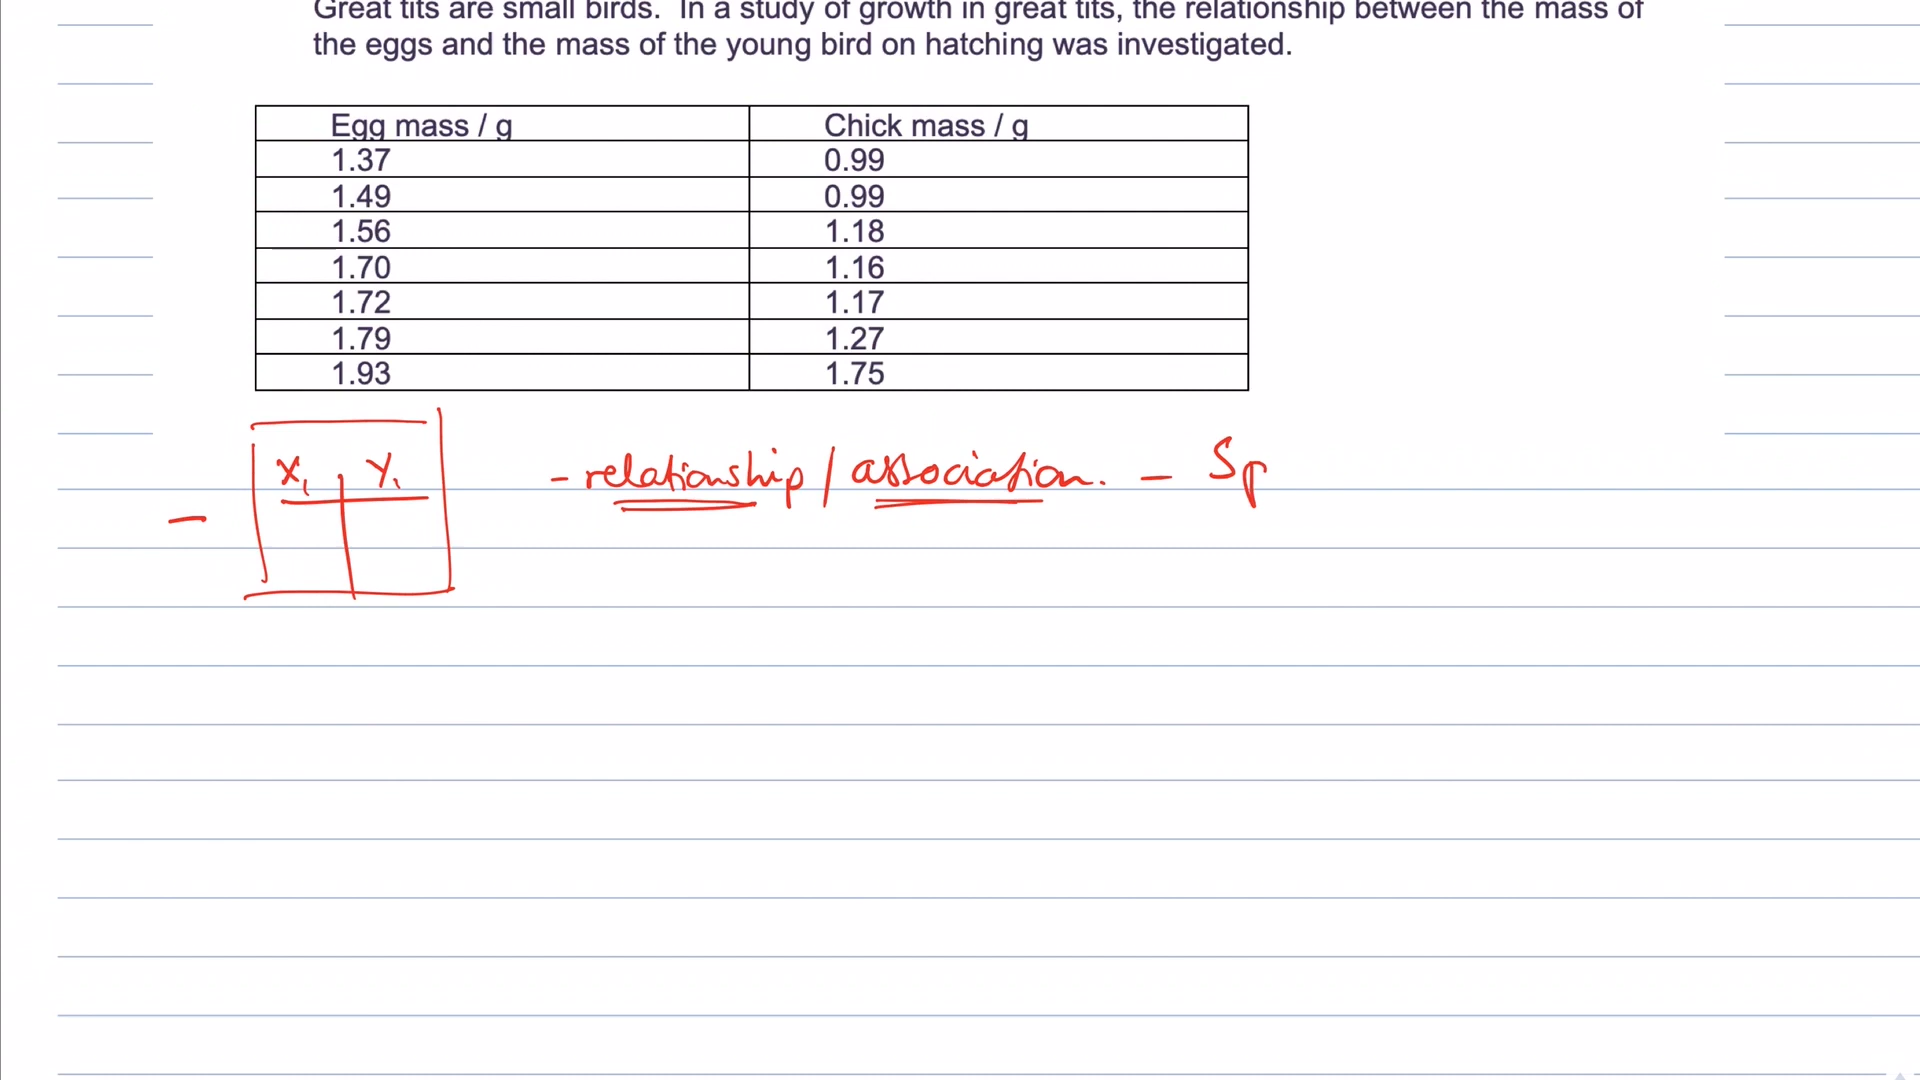 Great tits are small birds. In a study of growth in great tits, the relationship between the mass of
the eggs and the mass of the young bird on hatching was investigated.
Egg mass / g Chick mass / g
1.37 0.99
1.49 0.99
1.56 1.18
1.70 1.16
1.72 1.17
1.79 1.27
1.93 1.75
- X₁ Y₁ - relationship / association. - Sp